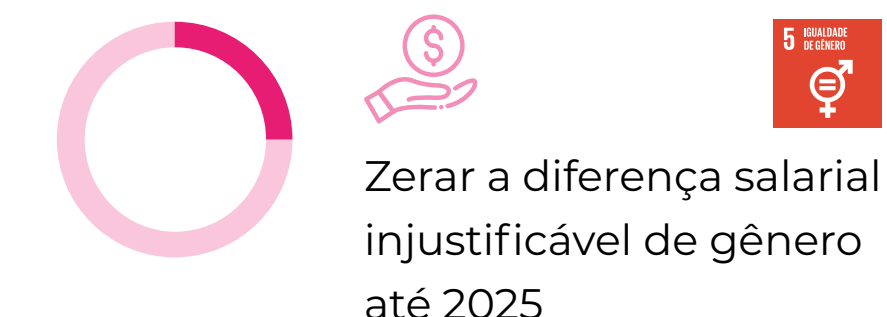 5 IGUALDADE
DE GÊNERO
$
Zerar a diferença salarial
injustificável de gênero
até 2025